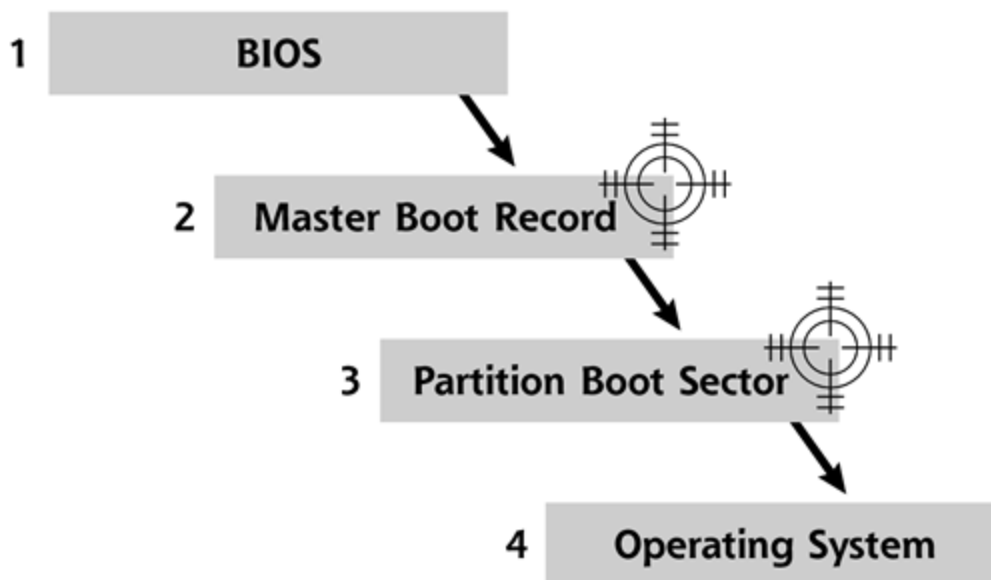 1 BIOS
2 Master Boot Record
3 Partition Boot Sector
4 Operating System